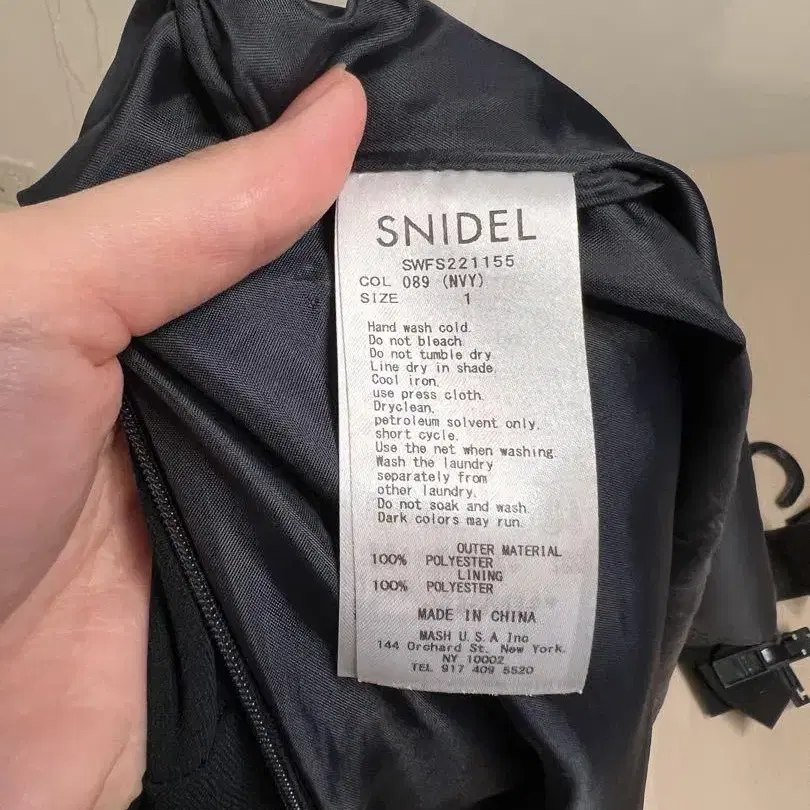 SNIDEL
SWFS221155
COL 089 (NVY)
SIZE 1
Hand wash cold.
Do not bleach
Do not tumble dry
Line dry in shade.
Cool iron,
use press cloth.
Dryclean,
petroleum solvent only,
short cycle.
Use the net when washing.
Wash the laundry
separately from
other laundry.
Do not soak and wash.
Dark colors may run.
OUTER MATERIAL
100% POLYESTER
LINING
100% POLYESTER
MADE IN CHINA
MASH U.S.A Inc
144 Orchard St. New York.
NY 10002
TEL 917 409 5520